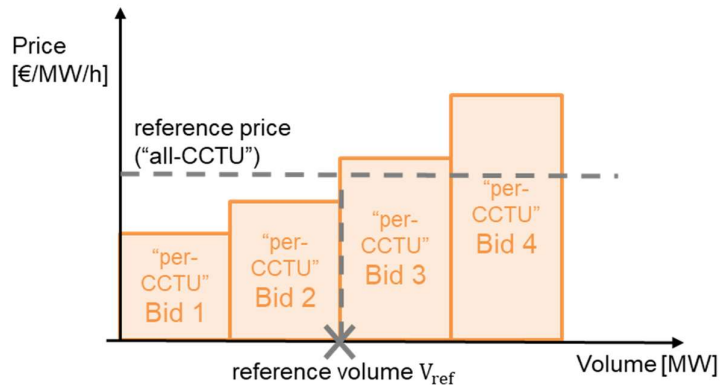 Price
[€/MW/h]
reference price
("all-CCTU")
"per-
CCTU"
Bid 1
"per-
CCTU"
Bid 2
"per-
CCTU"
Bid 3
"per-
CCTU"
Bid 4
reference volume Vref
Volume [MW]